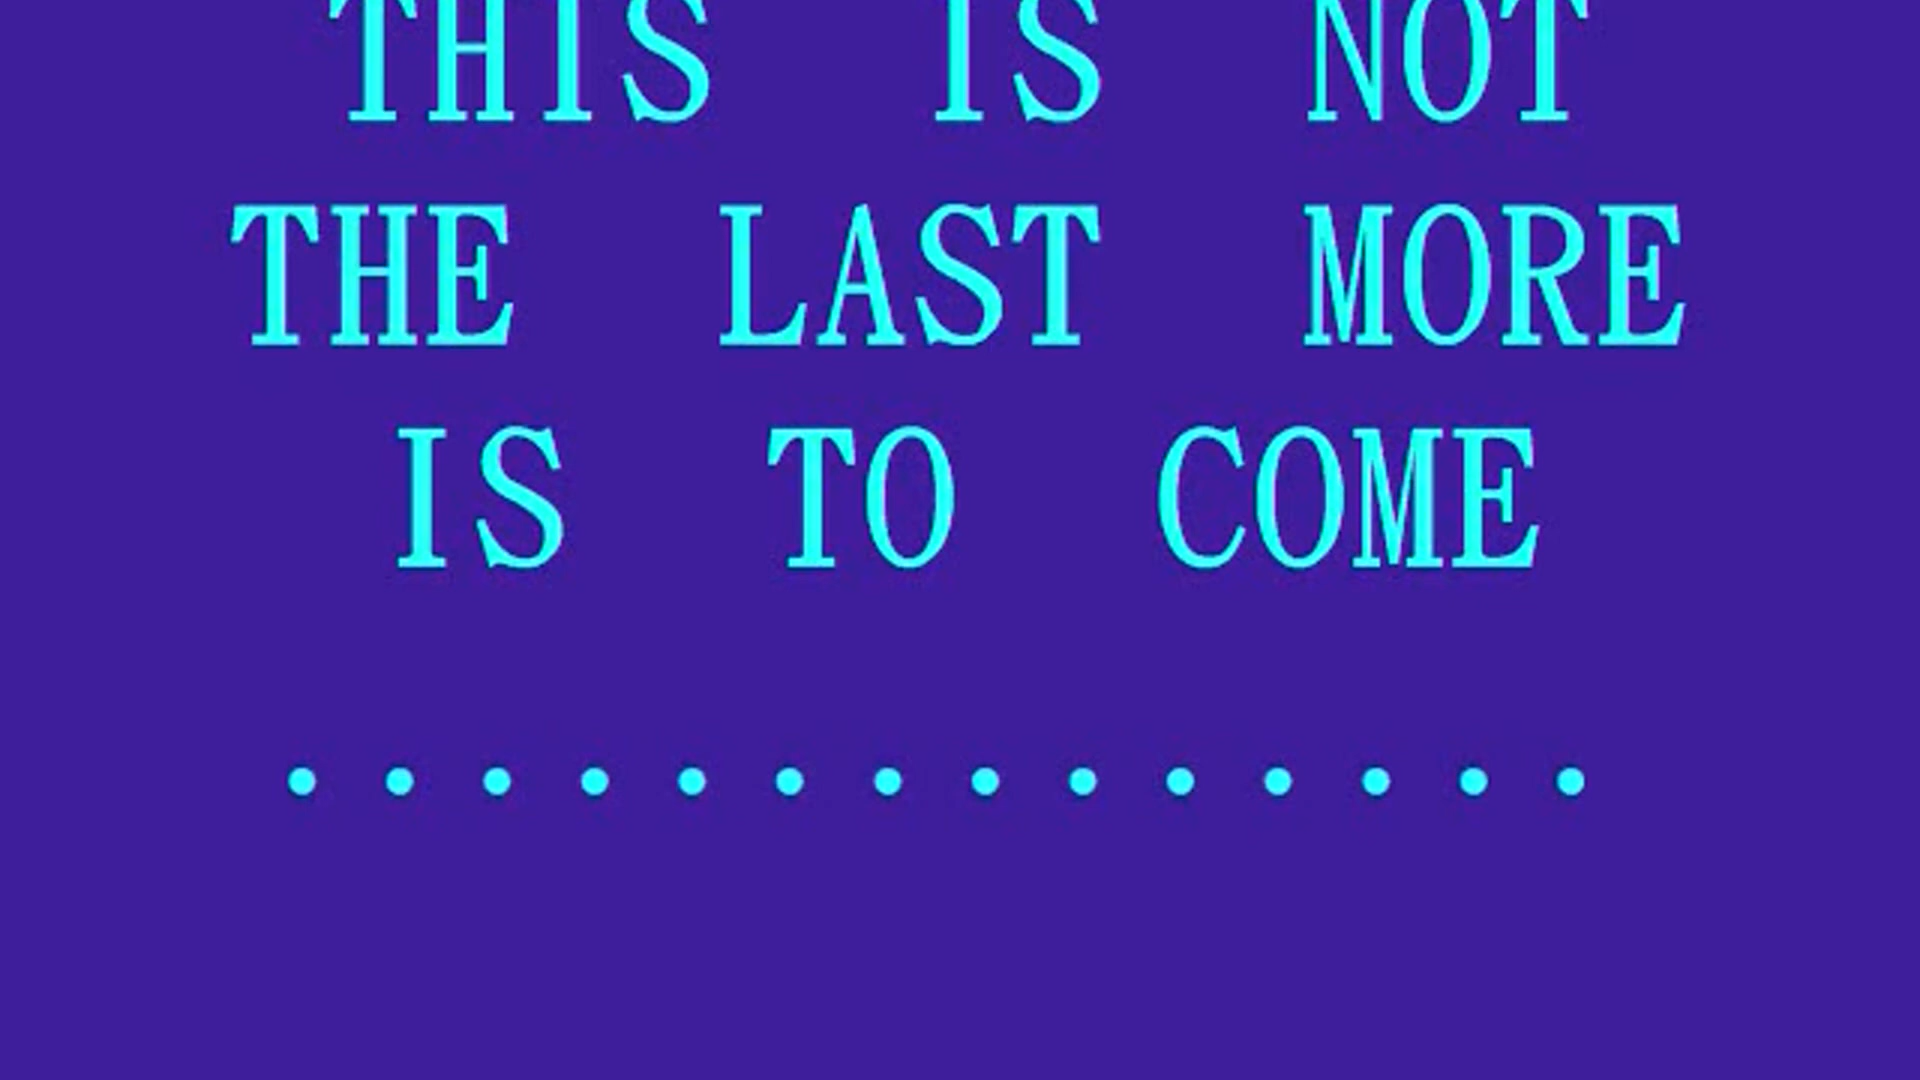 THIS IS NOT
THE LAST MORE
IS TO COME
..............